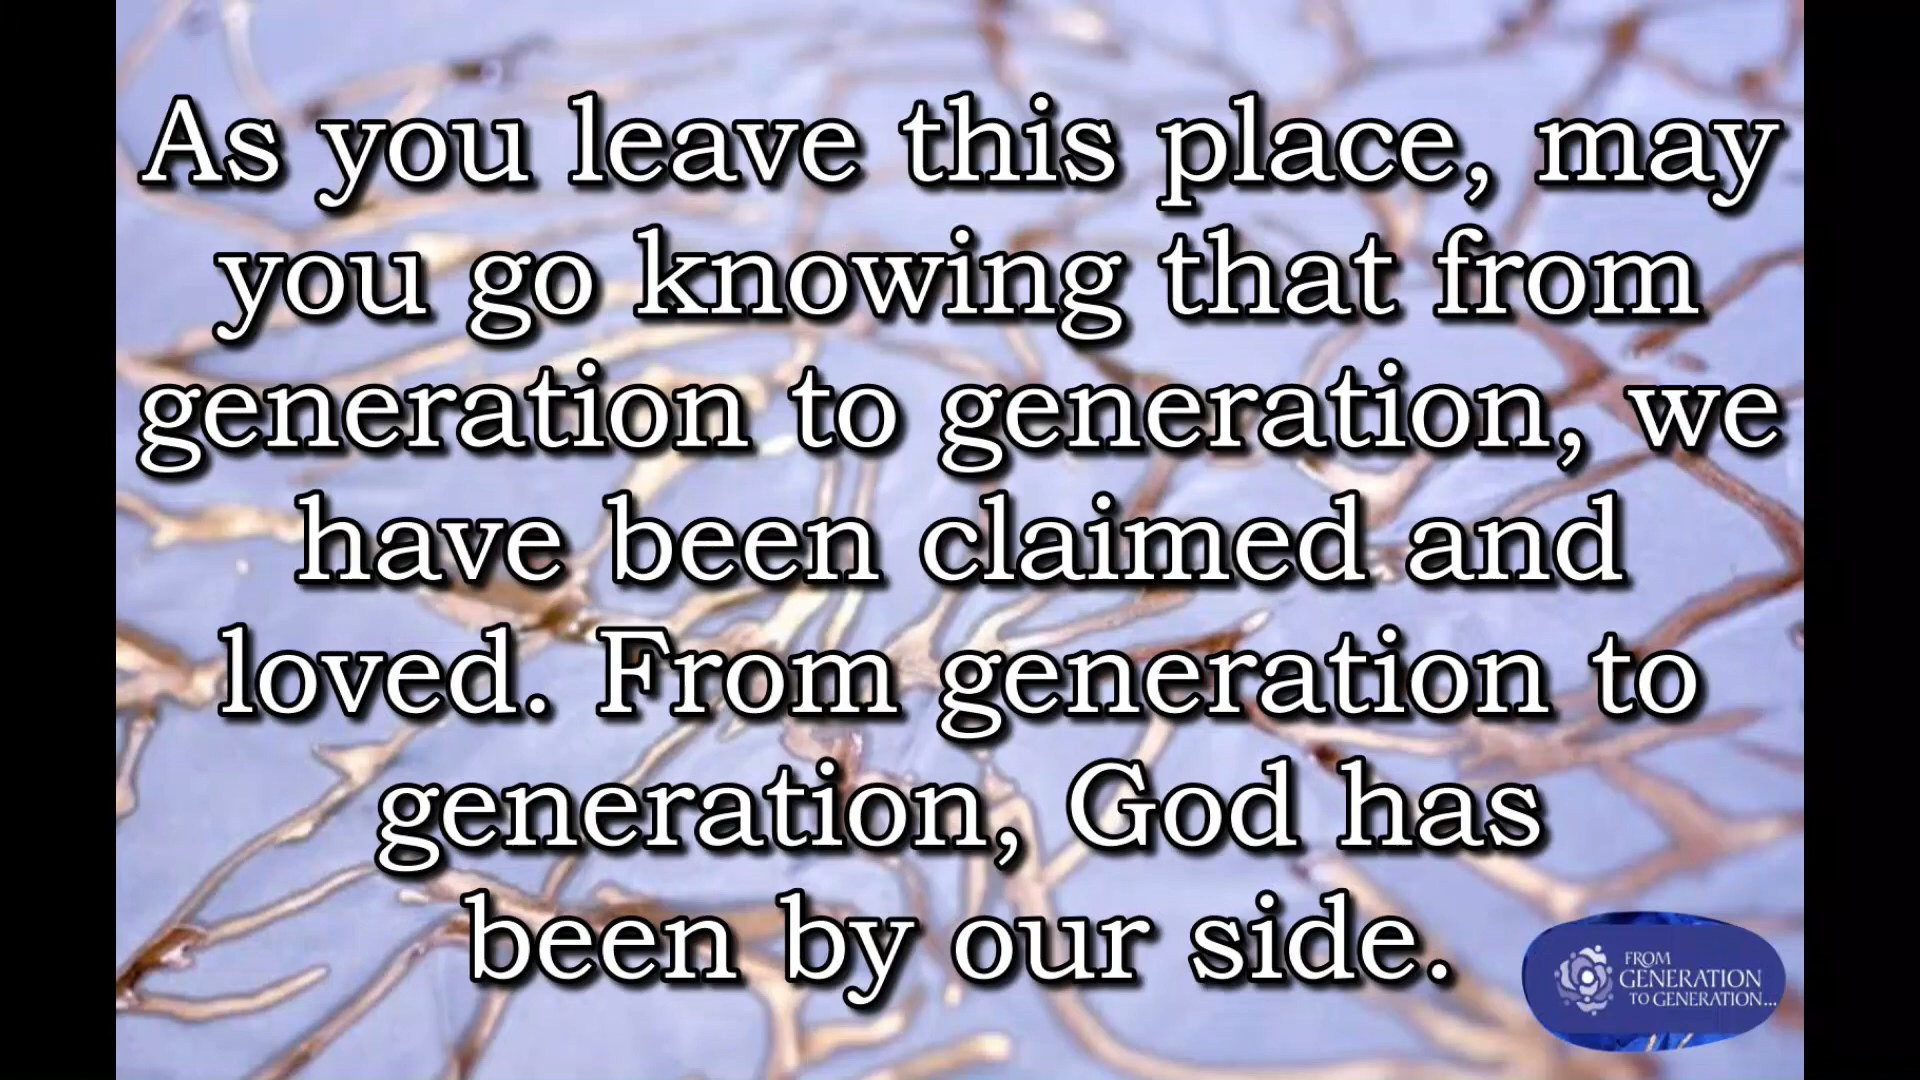 As you leave this place, may
you go knowing that from
generation to generation, we
have been claimed and
loved. From generation to
generation, God has
been by our side.
FROM
GENERATION
TO GENERATION...